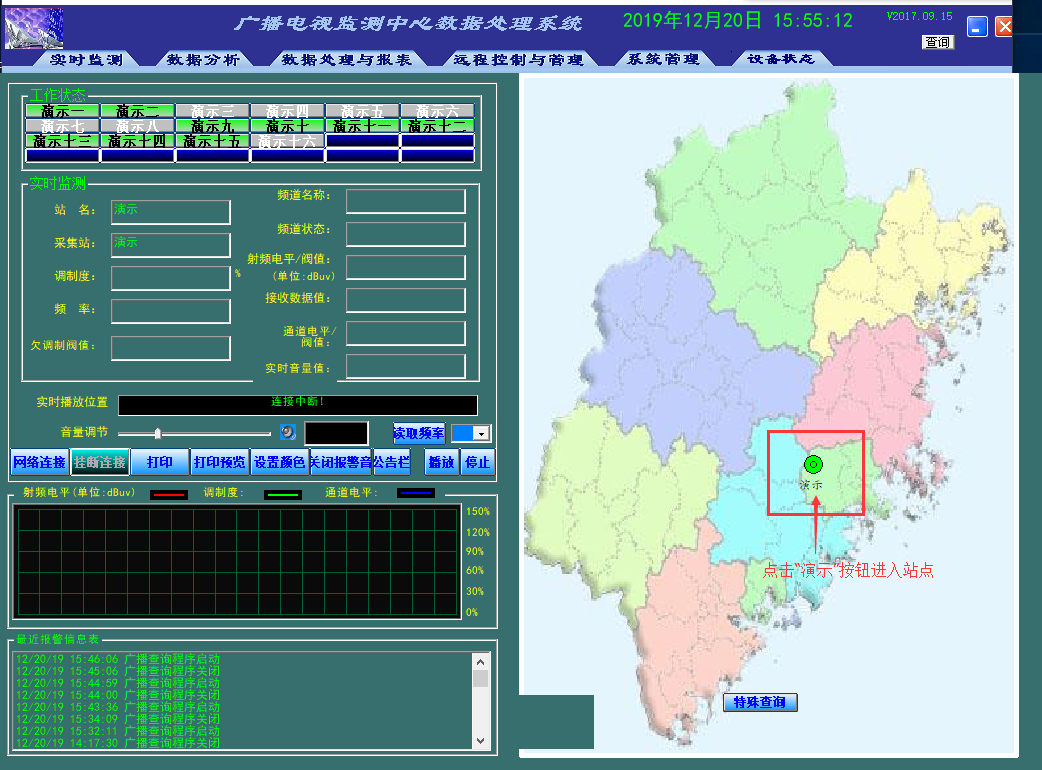 广播电视监测中心数据处理系统
2019年12月20日 15:55:12
V2017.09.15
查询
实时监测 数据分析 数据处理与报表 远程控制与管理 系统管理 设备状态
工作状态
演示一 演示二 演示三 演示四 演示五 演示六
演示七 演示八 演示九 演示十 演示十一 演示十二
演示十三 演示十四 演示十五 演示十六
实时监测
站 名： 演示
采集站： 演示
调制度： %
频 率：
欠调制阀值：
频道名称：
频道状态：
射频电平/阀值：
(单位:dBuv)
接收数据值：
通道电平/
阀值：
实时音量值：
实时播放位置 连接中断!
音量调节 读取频率
网络连接 挂断连接 打印 打印预览 设置颜色 关闭报警音 公告栏 播放 停止
射频电平(单位:dBuv) 调制度: 通道电平:
150%
120%
90%
60%
30%
0%
最近报警信息表
12/20/19 15:46:06 广播查询程序启动
12/20/19 15:45:06 广播查询程序关闭
12/20/19 15:44:59 广播查询程序启动
12/20/19 15:44:00 广播查询程序关闭
12/20/19 15:43:36 广播查询程序启动
12/20/19 15:34:09 广播查询程序关闭
12/20/19 15:32:11 广播查询程序启动
12/20/19 14:17:30 广播查询程序关闭
演示
点击“演示”按钮进入站点
特殊查询